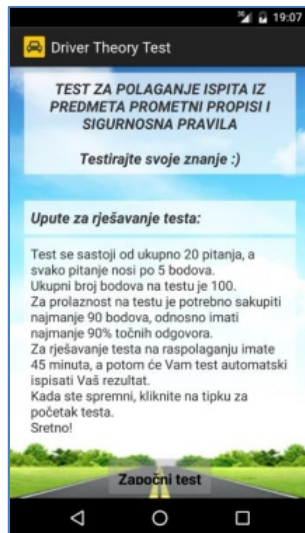 3G 19:07
Driver Theory Test
TEST ZA POLAGANJE ISPITA IZ
PREDMETA PROMETNI PROPISI I
SIGURNOSNA PRAVILA
Testirajte svoje znanje :)
Upute za rješavanje testa:
Test se sastoji od ukupno 20 pitanja, a
svako pitanje nosi po 5 bodova.
Ukupni broj bodova na testu je 100.
Za prolaznost na testu je potrebno sakupiti
najmanje 90 bodova, odnosno imati
najmanje 90% točnih odgovora.
Za rješavanje testa na raspolaganju imate
45 minuta, a potom će Vam test automatski
ispisati Vaš rezultat.
Kada ste spremni, kliknite na tipku za
početak testa.
Sretno!
Započni test